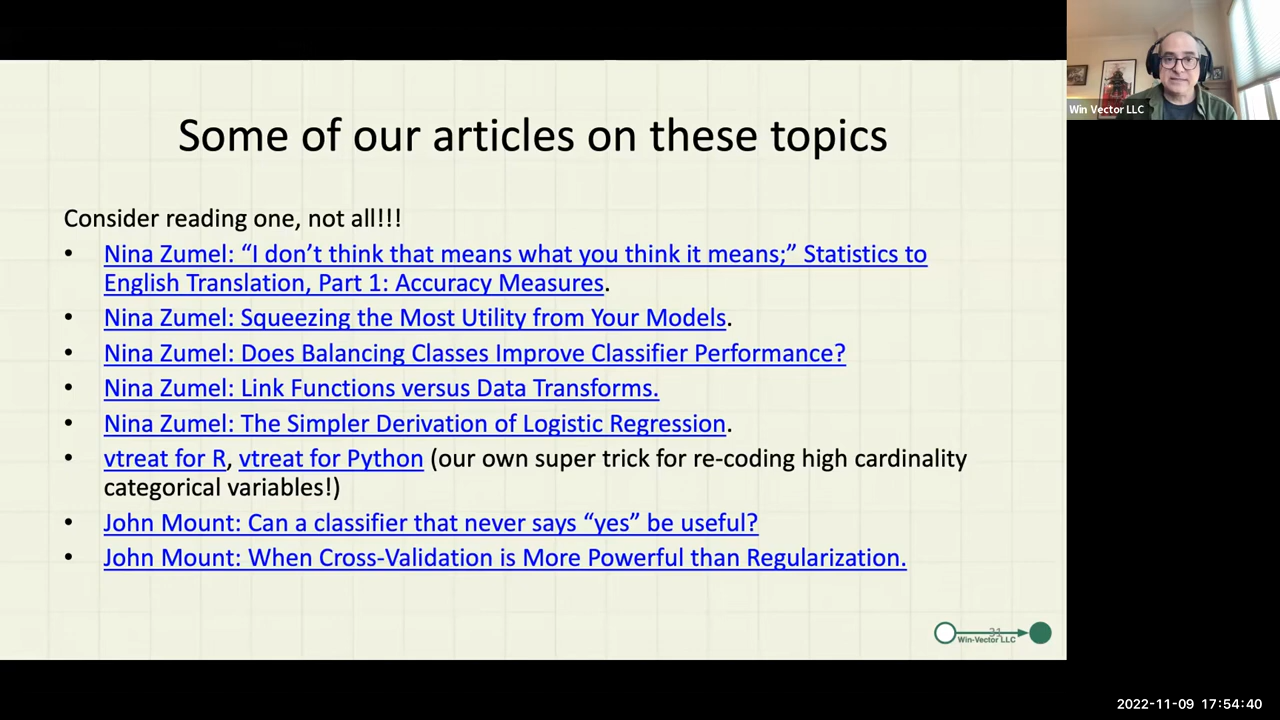 Some of our articles on these topics
Win Vector LLC
Consider reading one, not all!!!
• Nina Zumel: “I don’t think that means what you think it means;” Statistics to
English Translation, Part 1: Accuracy Measures.
• Nina Zumel: Squeezing the Most Utility from Your Models.
• Nina Zumel: Does Balancing Classes Improve Classifier Performance?
• Nina Zumel: Link Functions versus Data Transforms.
• Nina Zumel: The Simpler Derivation of Logistic Regression.
• vtreat for R, vtreat for Python (our own super trick for re-coding high cardinality
categorical variables!)
• John Mount: Can a classifier that never says “yes” be useful?
• John Mount: When Cross-Validation is More Powerful than Regularization.
31
Win-Vector LLC
2022-11-09 17:54:40